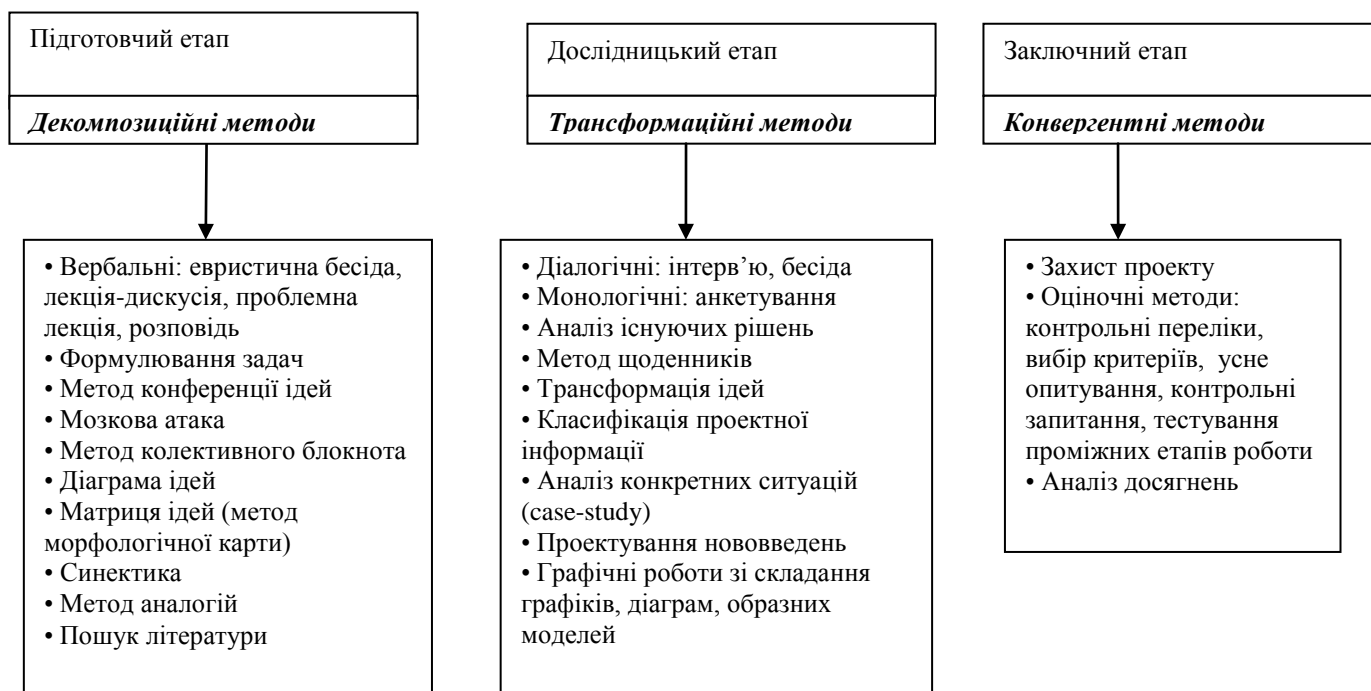 Підготовчий етап
Декомпозиційні методи
• Вербальні: евристична бесіда,
лекція-дискусія, проблемна
лекція, розповідь
• Формулювання задач
• Метод конференції ідей
• Мозкова атака
• Метод колективного блокнота
• Діаграма ідей
• Матриця ідей (метод
морфологічної карти)
• Синектика
• Метод аналогій
• Пошук літератури
Дослідницький етап
Трансформаційні методи
• Діалогічні: інтерв’ю, бесіда
• Монологічні: анкетування
• Аналіз існуючих рішень
• Метод щоденників
• Трансформація ідей
• Класифікація проектної
інформації
• Аналіз конкретних ситуацій
(case-study)
• Проектування нововведень
• Графічні роботи зі складання
графіків, діаграм, образних
моделей
Заключний етап
Конвергентні методи
• Захист проекту
• Оціночні методи:
контрольні переліки,
вибір критеріїв, усне
опитування, контрольні
запитання, тестування
проміжних етапів роботи
• Аналіз досягнень